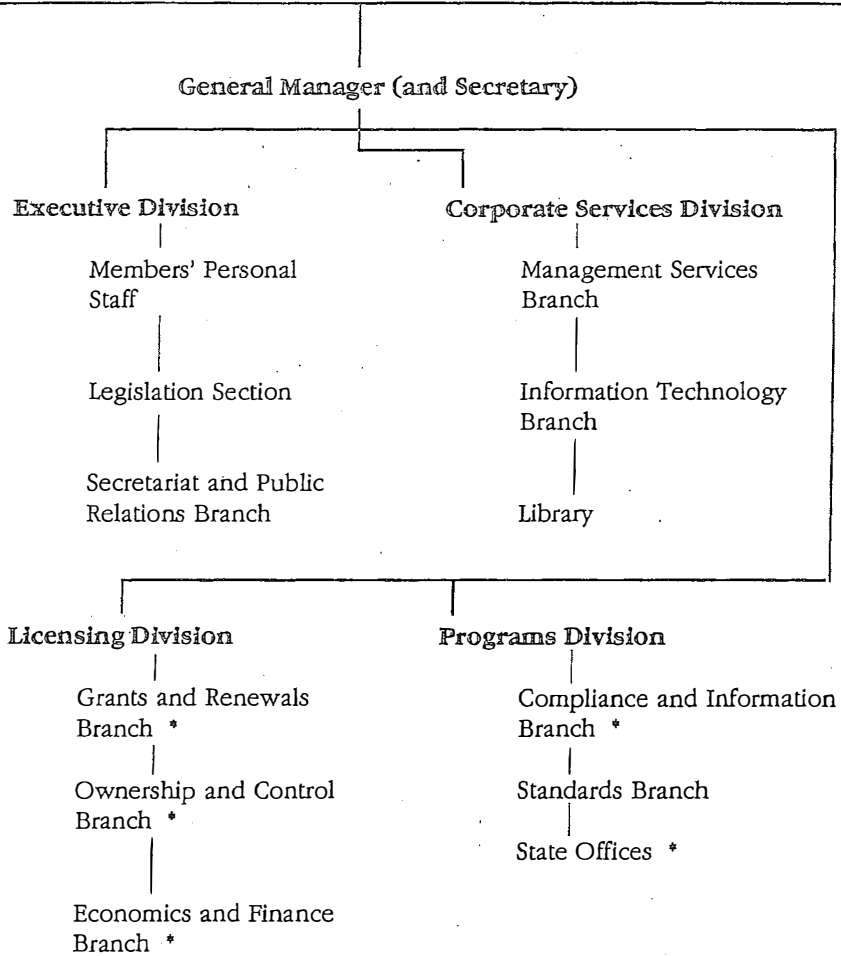 General Manager (and Secretary)
Executive Division
Members' Personal
Staff
Legislation Section
Secretariat and Public
Relations Branch
Corporate Services Division
Management Services
Branch
Information Technology
Branch
Library
Licensing Division
Grants and Renewals
Branch *
Ownership and Control
Branch *
Economics and Finance
Branch *
Programs Division
Compliance and Information
Branch *
Standards Branch
State Offices *